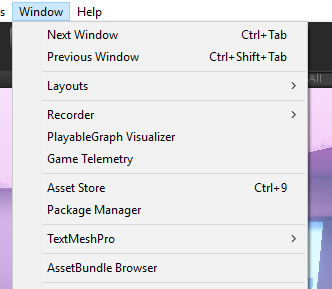 s Window Help
Next Window Ctrl+Tab
Previous Window Ctrl+Shift+Tab
Layouts
All
Recorder
PlayableGraph Visualizer
Game Telemetry
Asset Store Ctrl+9
Package Manager
TextMeshPro
AssetBundle Browser